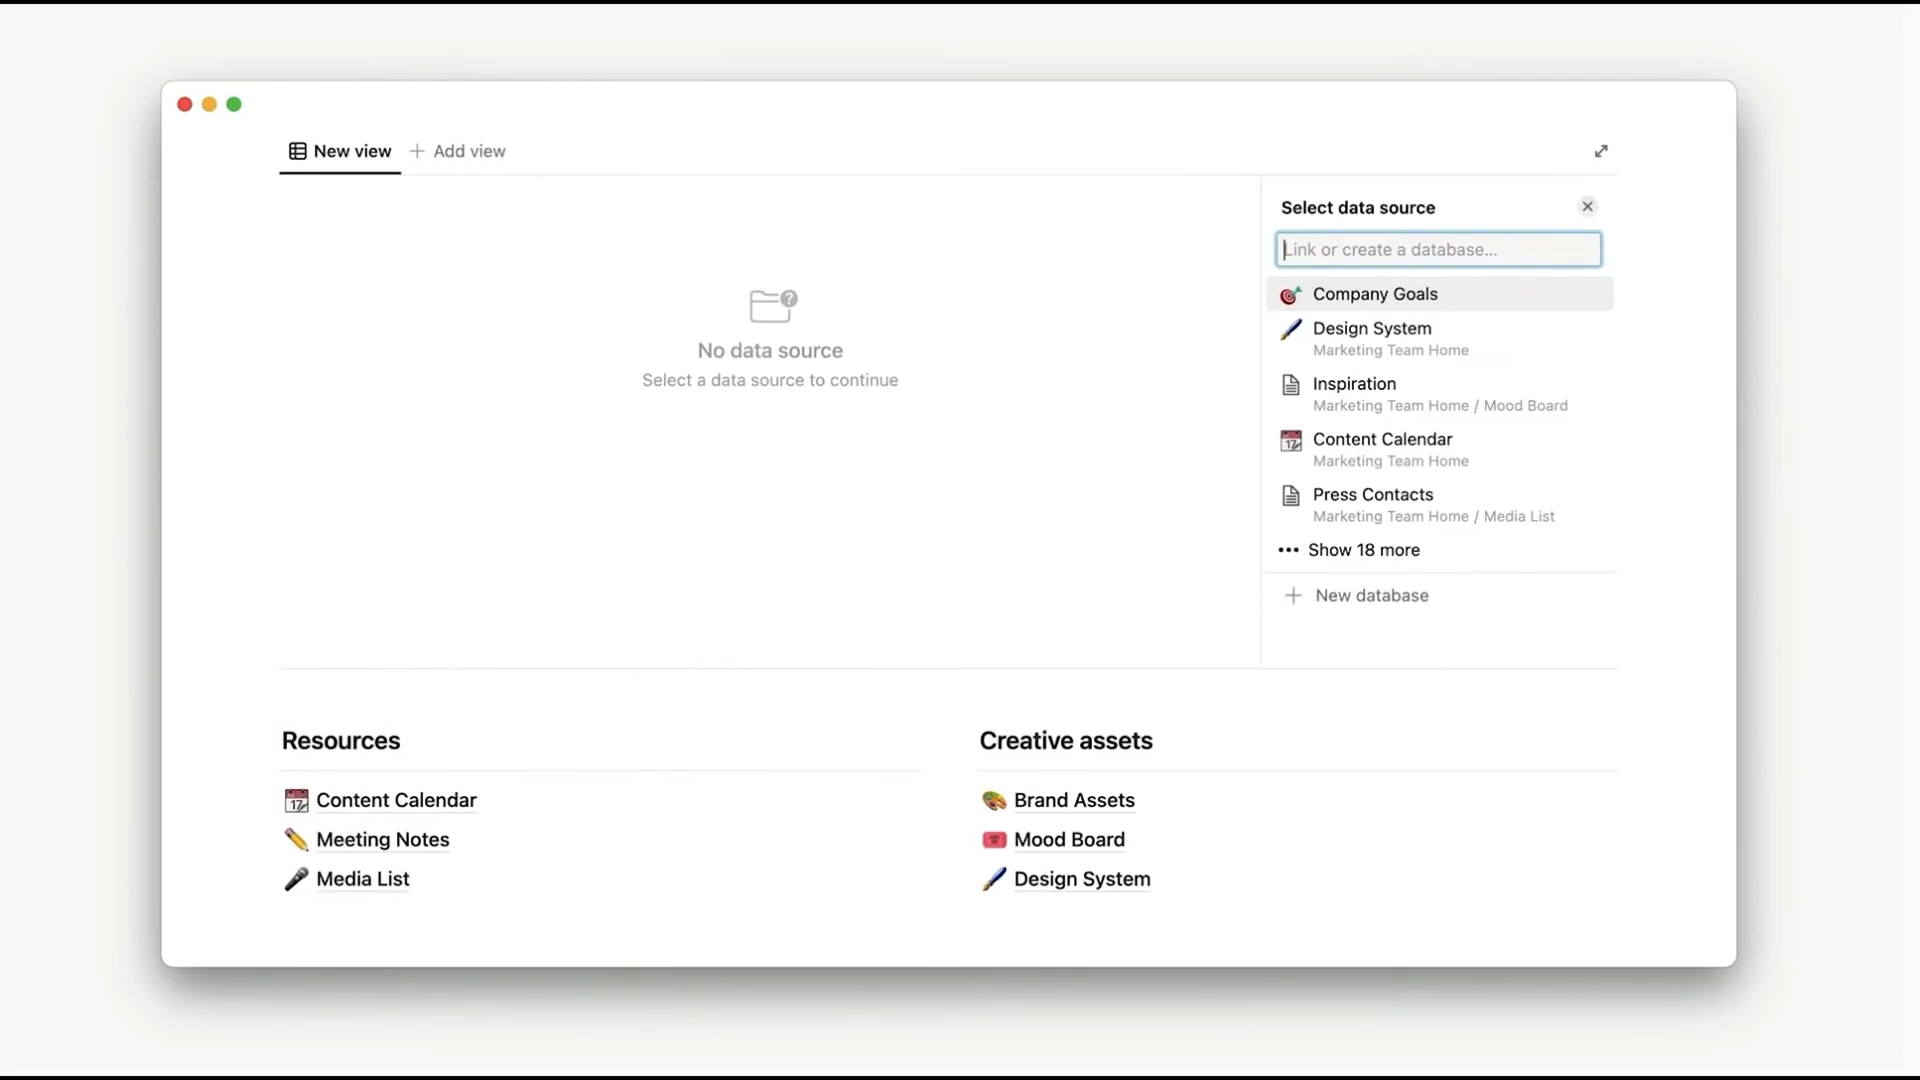 New view
Add view
Select data source
Link or create a database...
Company Goals
Design System
Marketing Team Home
Inspiration
Marketing Team Home / Mood Board
Content Calendar
Marketing Team Home
Press Contacts
Marketing Team Home / Media List
Show 18 more
New database
No data source
Select a data source to continue
Resources
Content Calendar
Meeting Notes
Media List
Creative assets
Brand Assets
Mood Board
Design System